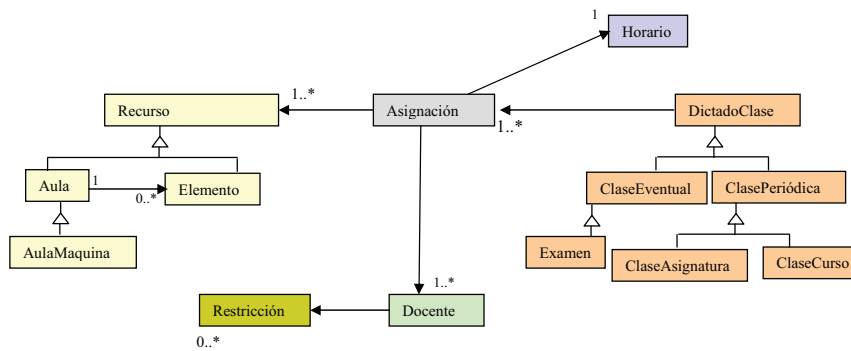 1
Horario
1..*
Recurso
Asignación
1..*
DictadoClase
Aula
1
0..*
Elemento
ClaseEventual
ClasePeriódica
AulaMaquina
Examen
ClaseAsignatura
ClaseCurso
1..*
Restricción
Docente
0..*